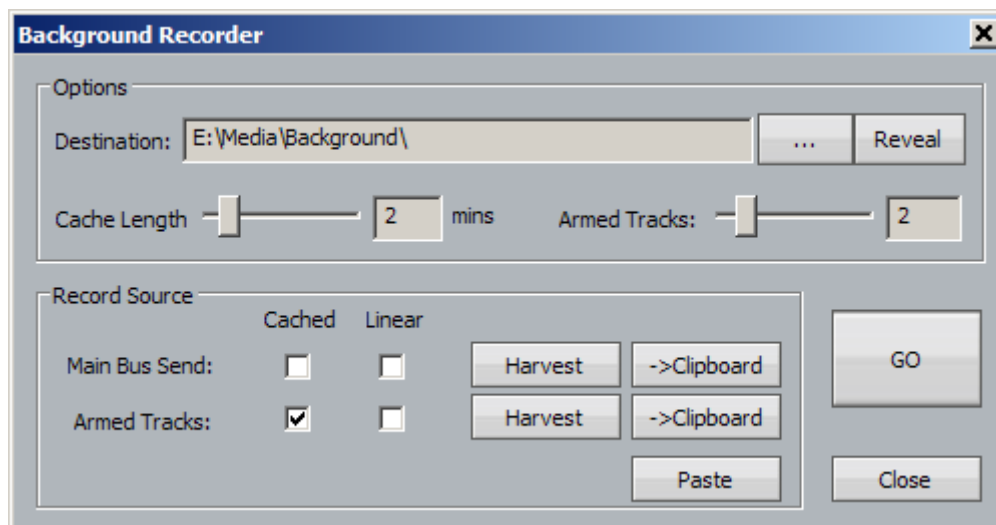 Background Recorder
Options
Destination: E:\Media\Background\ ... Reveal
Cache Length 2 mins Armed Tracks: 2
Record Source
Cached Linear
Main Bus Send: Harvest ->Clipboard
GO
Armed Tracks: Harvest ->Clipboard
Paste Close